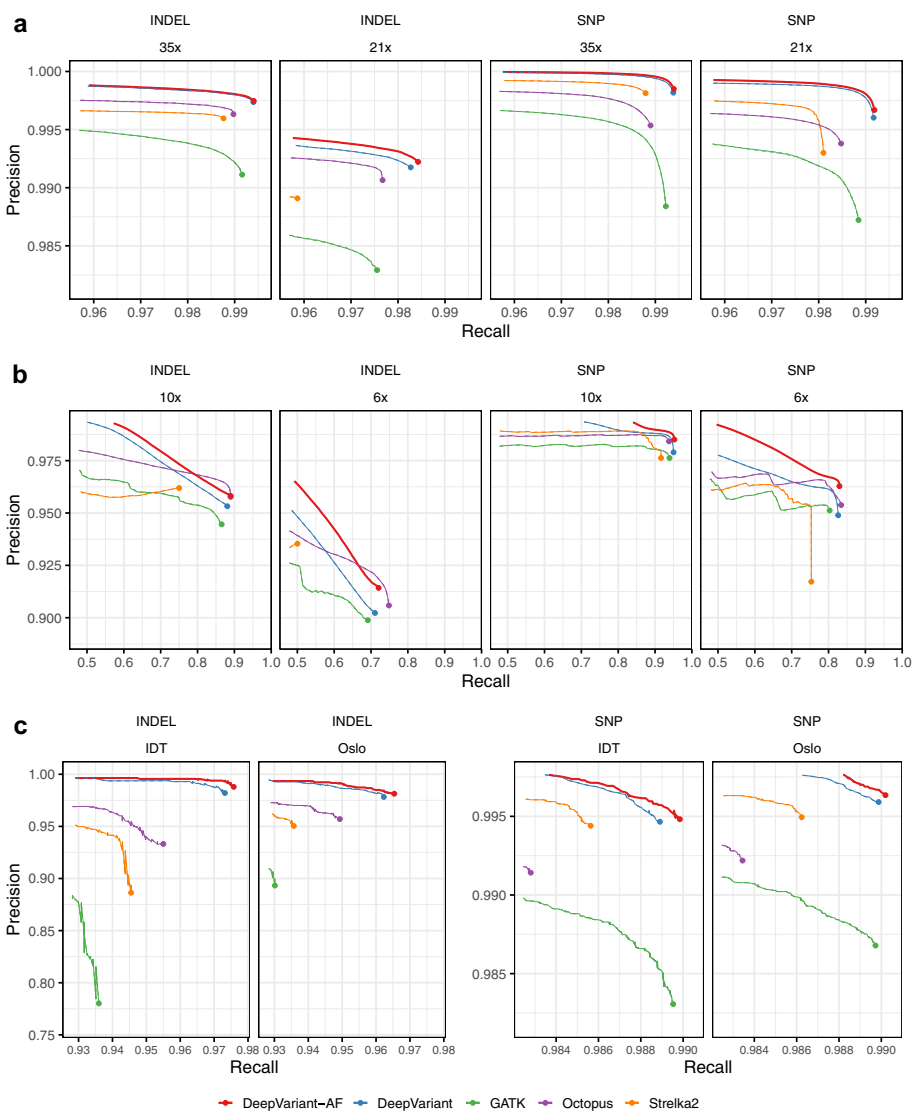 a
INDEL INDEL SNP SNP
35x 21x 35x 21x
1.000
0.995
0.990
0.985
Precision
0.96 0.97 0.98 0.99 0.96 0.97 0.98 0.99 0.96 0.97 0.98 0.99 0.96 0.97 0.98 0.99
Recall
b
INDEL INDEL SNP SNP
10x 6x 10x 6x
0.975
0.950
0.925
0.900
Precision
0.5 0.6 0.7 0.8 0.9 1.0 0.5 0.6 0.7 0.8 0.9 1.0 0.5 0.6 0.7 0.8 0.9 1.0 0.5 0.6 0.7 0.8 0.9 1.0
Recall
c
INDEL INDEL SNP SNP
IDT Oslo IDT Oslo
1.00
0.95
0.90
0.85
0.80
0.75
Precision
0.93 0.94 0.95 0.96 0.97 0.98 0.93 0.94 0.95 0.96 0.97 0.98
Recall
0.995
0.990
0.985
Precision
0.984 0.986 0.988 0.990 0.984 0.986 0.988 0.990
Recall
DeepVariant-AF DeepVariant GATK Octopus Strelka2